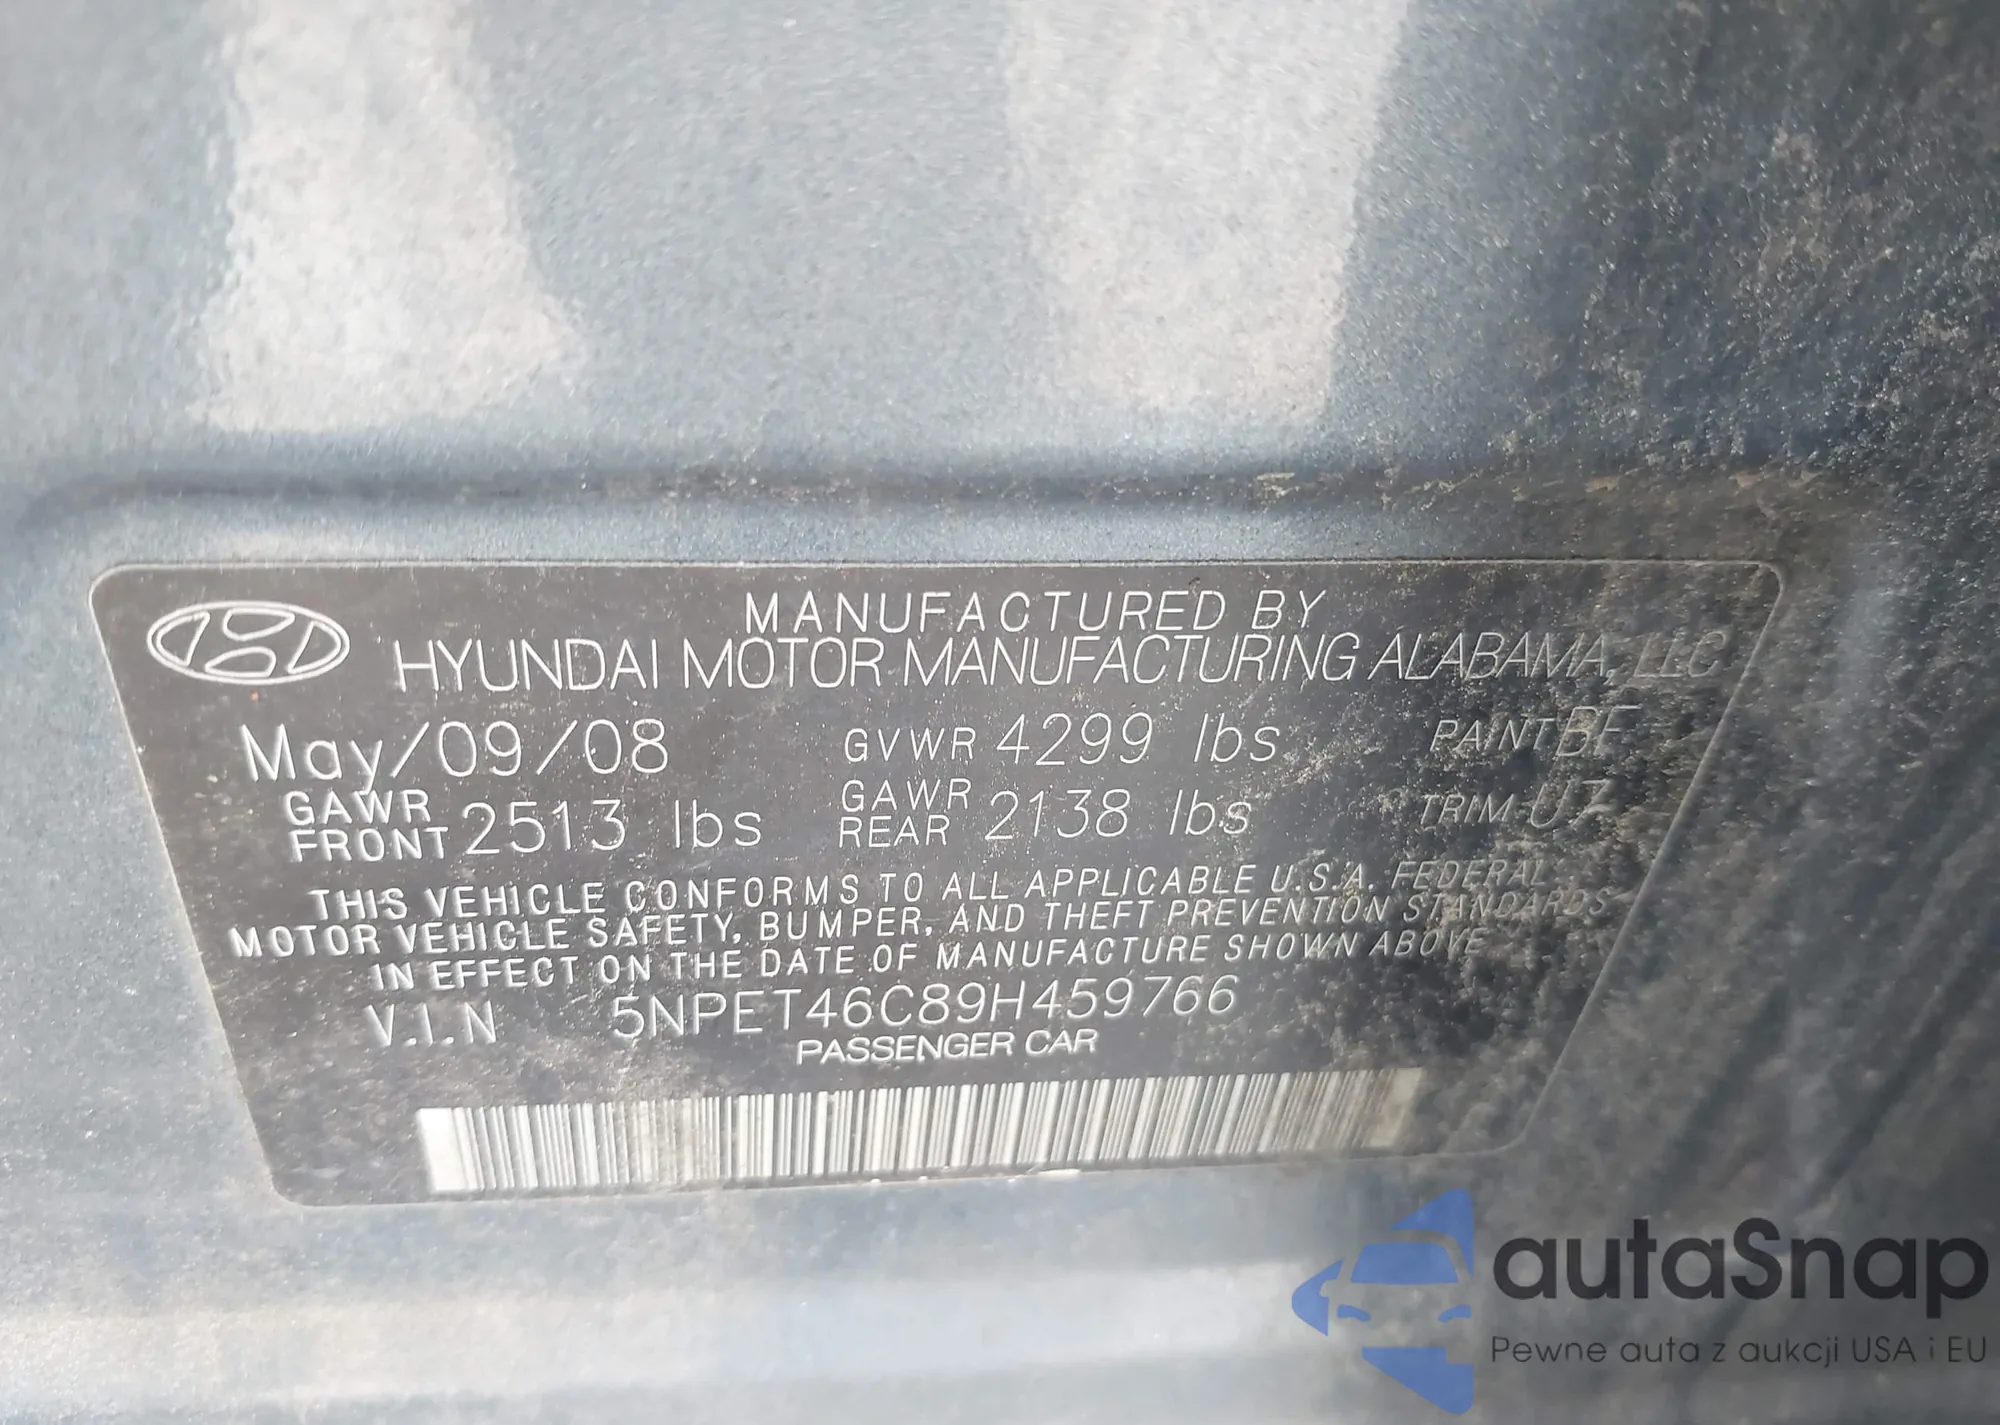 MANUFACTURED BY
HYUNDAI MOTOR MANUFACTURING ALABAMA, LLC
May/09/08 GVWR 4299 lbs PAINT BF
GAWR FRONT 2513 lbs GAWR REAR 2138 lbs TRIM UZ
THIS VEHICLE CONFORMS TO ALL APPLICABLE U.S.A. FEDERAL
MOTOR VEHICLE SAFETY, BUMPER, AND THEFT PREVENTION STANDARDS
IN EFFECT ON THE DATE OF MANUFACTURE SHOWN ABOVE
V.I.N 5NPET46C89H459766
PASSENGER CAR
autaSnap
Pewne auta z aukcji USA i EU